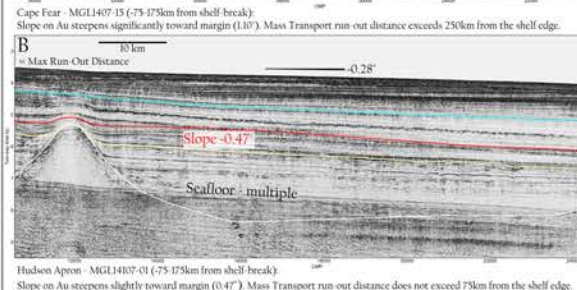 Cape Fear - MGL1407-15 (~75-175km from shelf-break):
Slope on Au steepens significantly toward margin (1.10°). Mass Transport run-out distance exceeds 250km from the shelf edge.
B
10 km
« Max Run-Out Distance
~0.28°
Slope ~0.47°
Seafloor - multiple
CMP
Hudson Apron - MGL14107-01 (~75-175km from shelf-break):
Slope on Au steepens slightly toward margin (0.47°). Mass Transport run-out distance does not exceed 75km from the shelf edge.